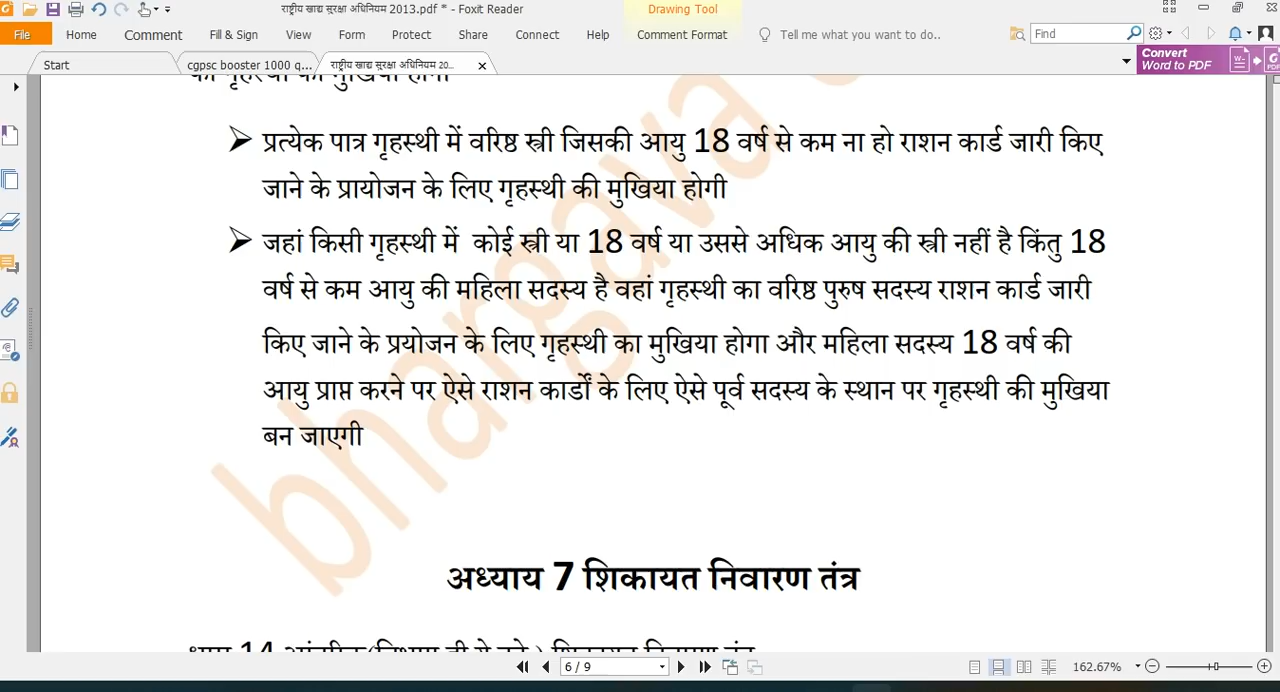 राष्ट्रीय खाद्य सुरक्षा अधिनियम 2013.pdf * - Foxit Reader
Drawing Tool
File Home Comment Fill & Sign View Form Protect Share Connect Help Comment Format Tell me what you want to do.. Find
Start cgpsc booster 1000 q... राष्ट्रीय खाद्य सुरक्षा अधिनियम 20...
Convert
Word to PDF
की गृहस्थी का मुखिया होगा
➢ प्रत्येक पात्र गृहस्थी में वरिष्ठ स्त्री जिसकी आयु 18 वर्ष से कम ना हो राशन कार्ड जारी किए
जाने के प्रायोजन के लिए गृहस्थी की मुखिया होगी
➢ जहां किसी गृहस्थी में कोई स्त्री या 18 वर्ष या उससे अधिक आयु की स्त्री नहीं है किंतु 18
वर्ष से कम आयु की महिला सदस्य है वहां गृहस्थी का वरिष्ठ पुरुष सदस्य राशन कार्ड जारी
किए जाने के प्रयोजन के लिए गृहस्थी का मुखिया होगा और महिला सदस्य 18 वर्ष की
आयु प्राप्त करने पर ऐसे राशन कार्डों के लिए ऐसे पूर्व सदस्य के स्थान पर गृहस्थी की मुखिया
बन जाएगी
bhargava
अध्याय 7 शिकायत निवारण तंत्र
14
6 / 9
162.67%